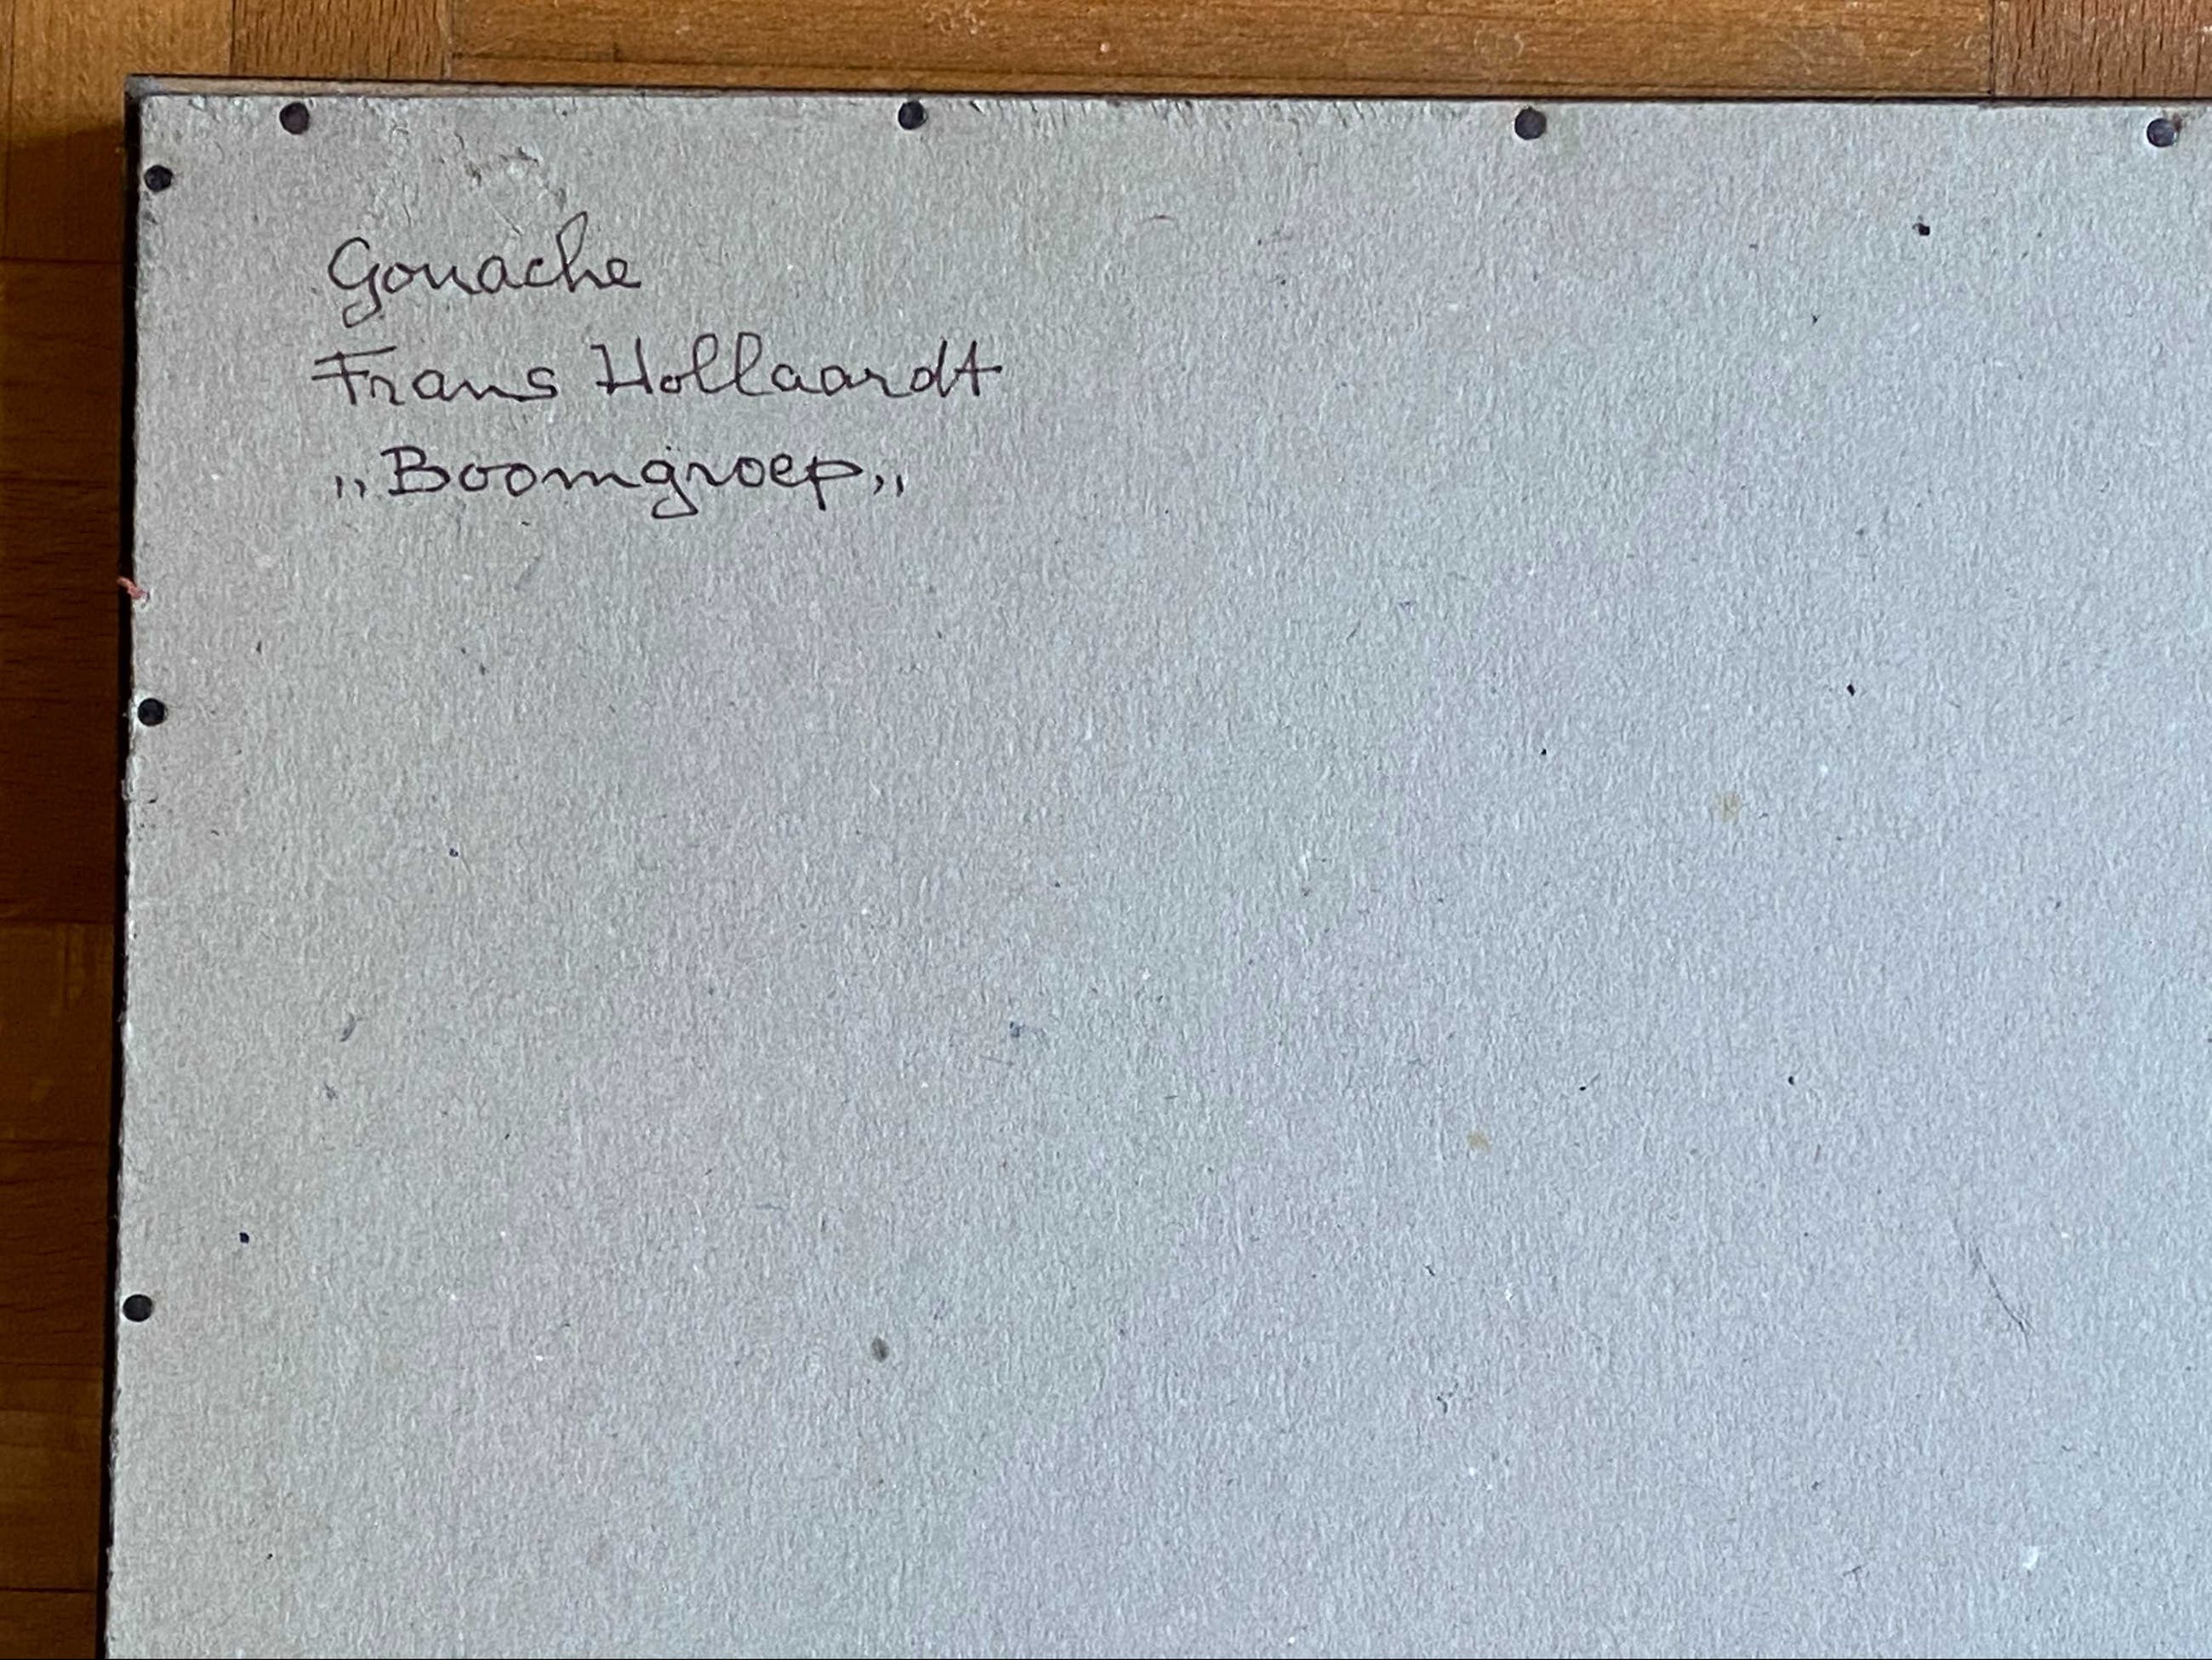 Gouache
Frans Hollaardt
„Boomgroep„